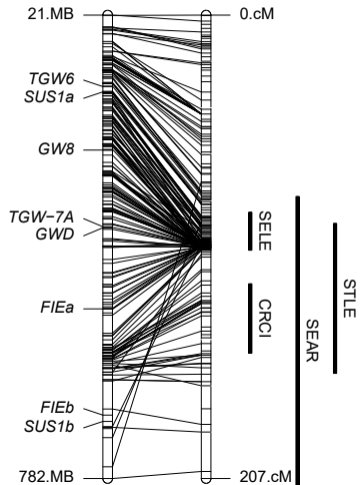 21.MB
0.cM
TGW6
SUS1a
GW8
TGW-7A
GWD
FIEa
FIEb
SUS1b
782.MB
207.cM
SELE
CRCI
SEAR
STLE